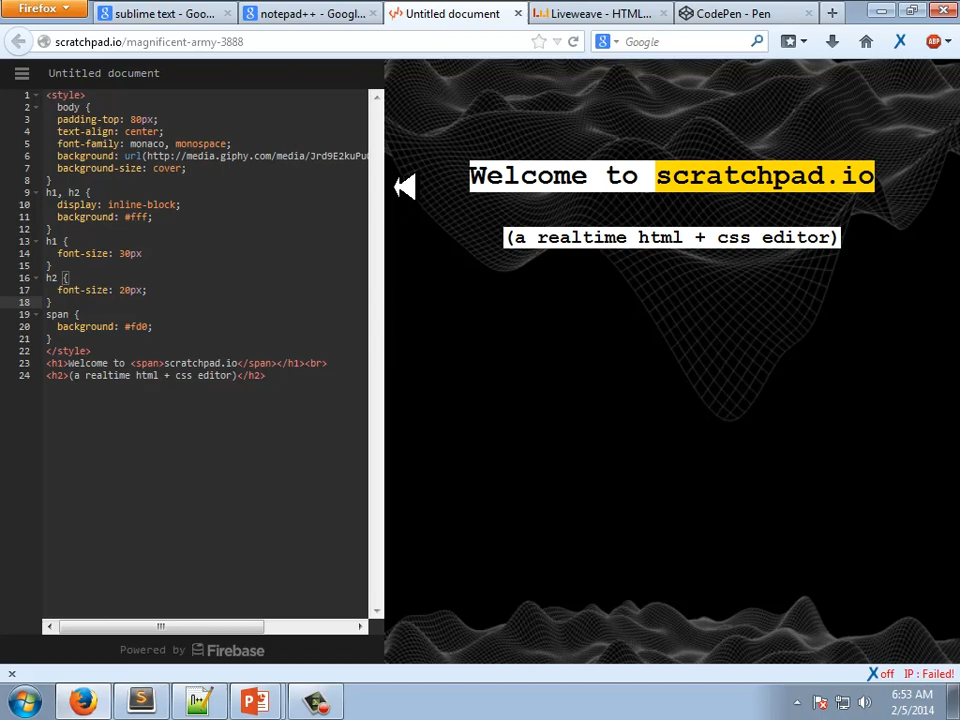 Firefox
sublime text - Goo...
notepad++ - Googl...
Untitled document
Liveweave - HTML...
CodePen - Pen
scratchpad.io/magnificent-army-3888
Google
Untitled document
1 <style>
2 body {
3 padding-top: 80px;
4 text-align: center;
5 font-family: monaco, monospace;
6 background: url(http://media.giphy.com/media/Jrd9E2kuPuO
7 background-size: cover;
8 }
9 h1, h2 {
10 display: inline-block;
11 background: #fff;
12 }
13 h1 {
14 font-size: 30px
15 }
16 h2 {
17 font-size: 20px;
18 }
19 span {
20 background: #fd0;
21 }
22 </style>
23 <h1>Welcome to <span>scratchpad.io</span></h1><br>
24 <h2>(a realtime html + css editor)</h2>
Welcome to scratchpad.io
(a realtime html + css editor)
Powered by Firebase
off IP : Failed!
6:53 AM
2/5/2014